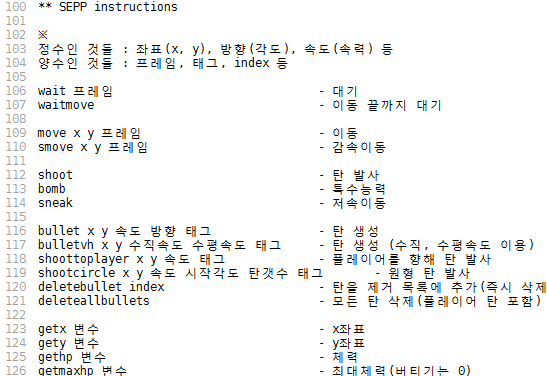 100 ** SEPP instructions
101
102 ※
103 정수인 것들 : 좌표(x, y), 방향(각도), 속도(속력) 등
104 양수인 것들 : 프레임, 태그, index 등
105
106 wait 프레임 - 대기
107 waitmove - 이동 끝까지 대기
108
109 move x y 프레임 - 이동
110 smove x y 프레임 - 감속이동
111
112 shoot - 탄 발사
113 bomb - 특수능력
114 sneak - 저속이동
115
116 bullet x y 속도 방향 태그 - 탄 생성
117 bulletvh x y 수직속도 수평속도 태그 - 탄 생성 (수직, 수평속도 이용)
118 shoottoplayer x y 속도 태그 - 플레이어를 향해 탄 발사
119 shootcircle x y 속도 시작각도 탄갯수 태그 - 원형 탄 발사
120 deletebullet index - 탄을 제거 목록에 추가(즉시 삭제
121 deleteallbullets - 모든 탄 삭제(플레이어 탄 포함)
122
123 getx 변수 - x좌표
124 gety 변수 - y좌표
125 gethp 변수 - 체력
126 getmaxhp 변수 - 최대체력(버티기는 0)